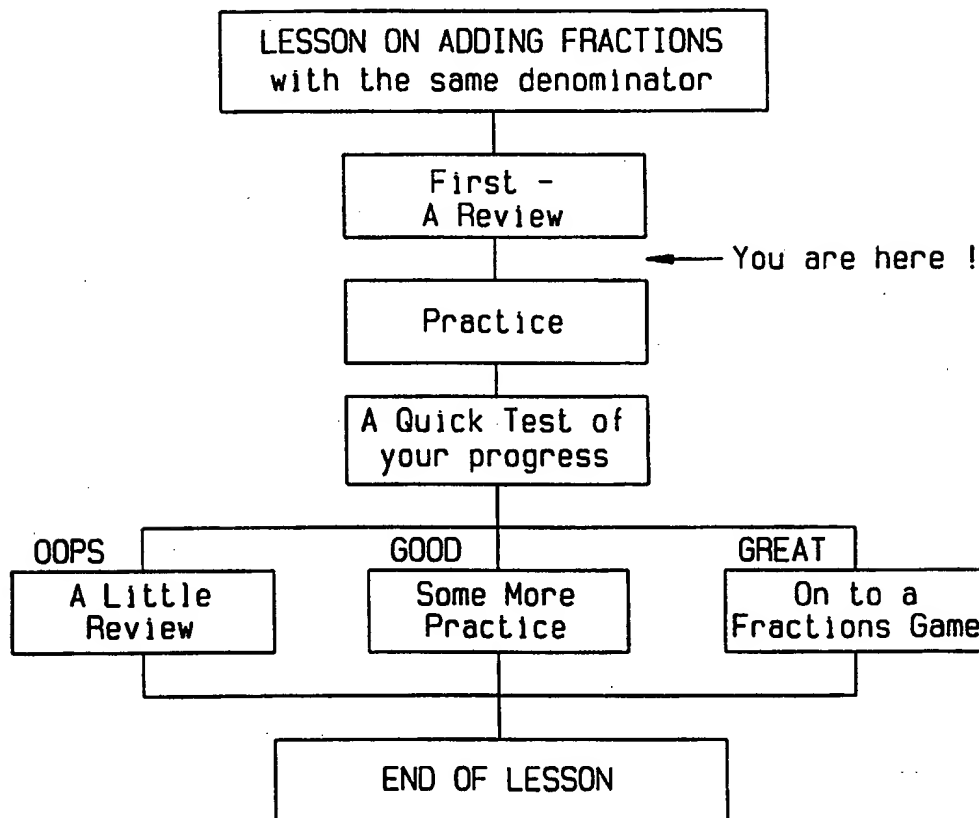 LESSON ON ADDING FRACTIONS
with the same denominator
First -
A Review
You are here !
Practice
A Quick Test of
your progress
OOPS
GOOD
GREAT
A Little
Review
Some More
Practice
On to a
Fractions Game
END OF LESSON